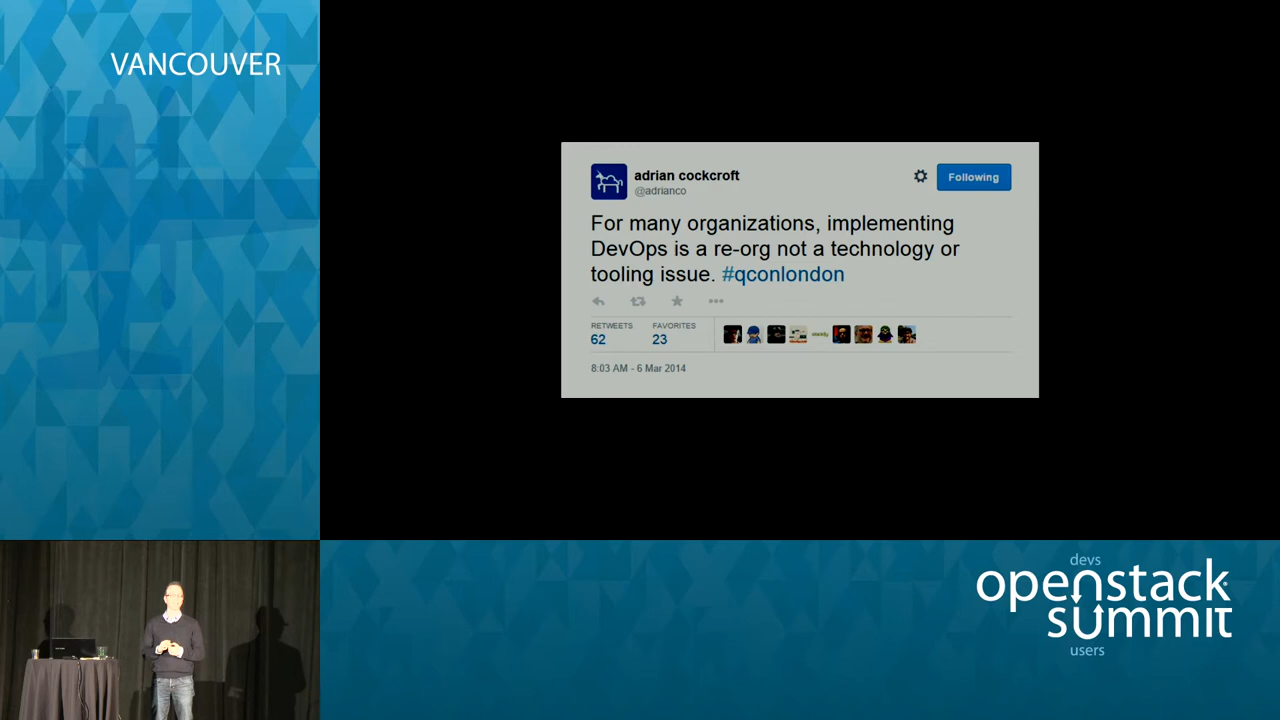 VANCOUVER
adrian cockcroft
@adrianco
Following
For many organizations, implementing
DevOps is a re-org not a technology or
tooling issue. #qconlondon
RETWEETS
FAVORITES
62
23
8:03 AM - 6 Mar 2014
devs
openstack
summit
users